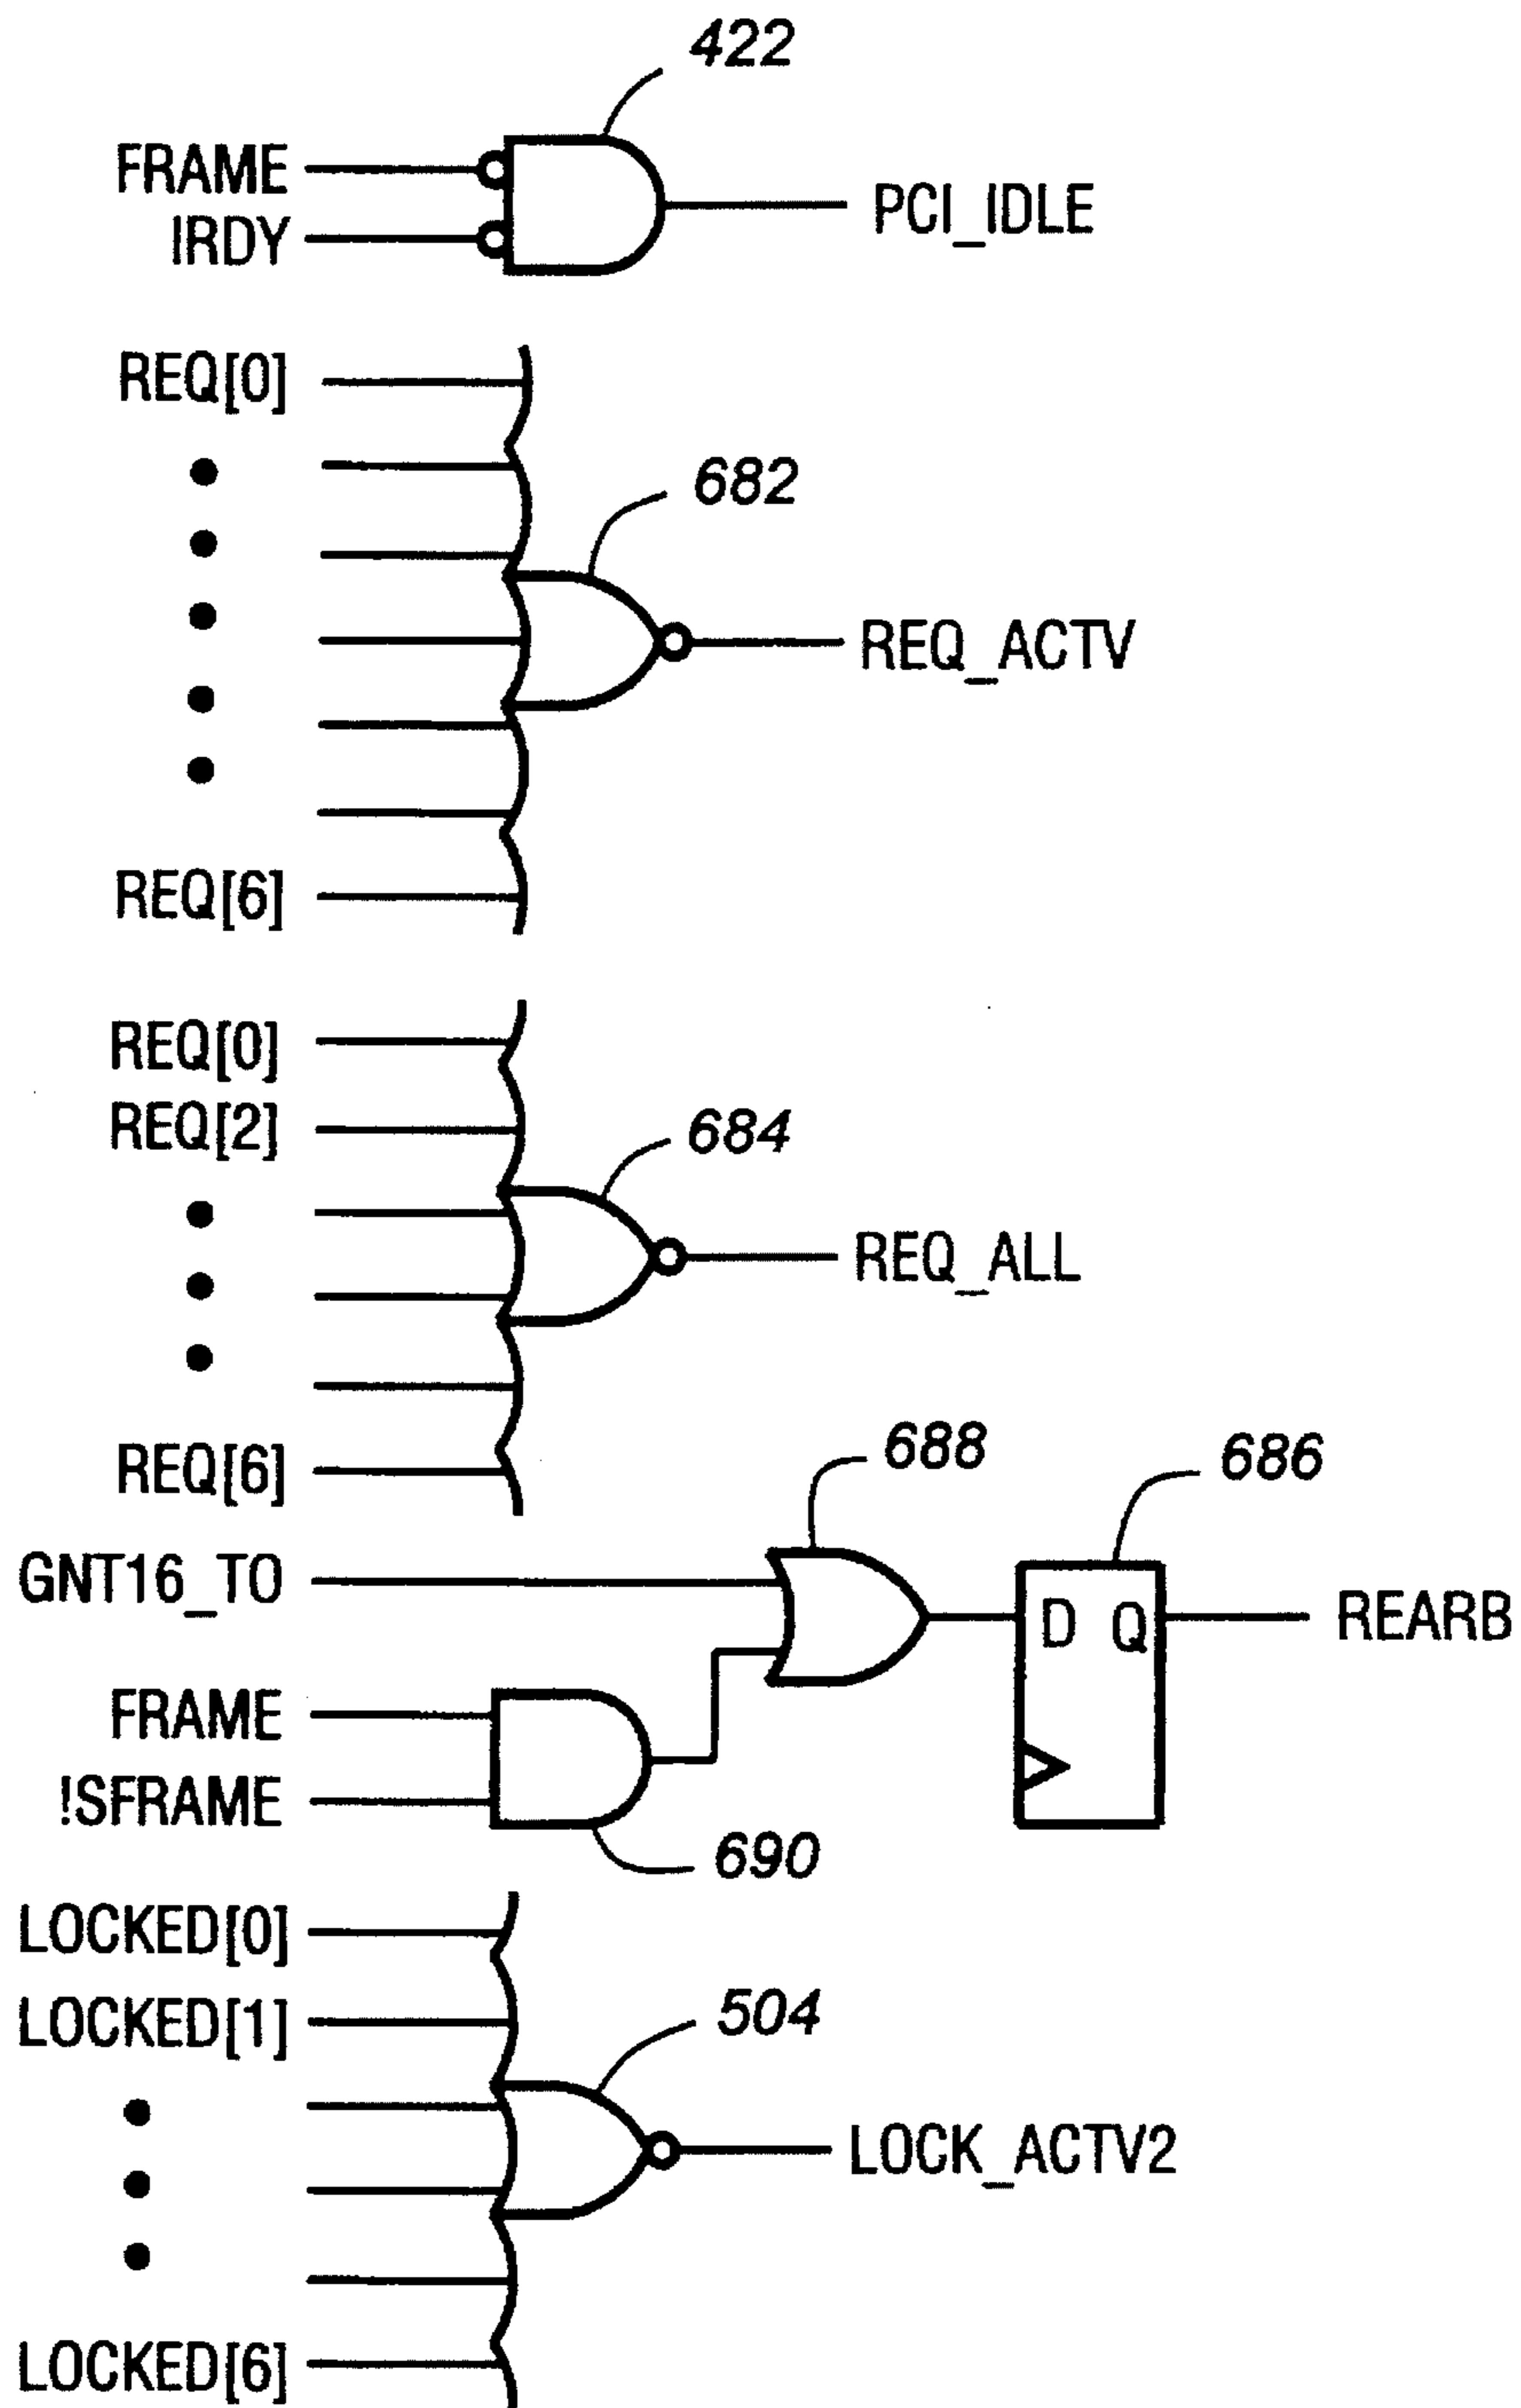 422
FRAME
IRDY
PCI_IDLE
REQ[0]
682
REQ_ACTV
REQ[6]
REQ[0]
REQ[2]
684
REQ_ALL
REQ[6]
688
686
GNT16_TO
D Q
REARB
FRAME
!SFRAME
690
LOCKED[0]
LOCKED[1]
504
LOCK_ACTV2
LOCKED[6]